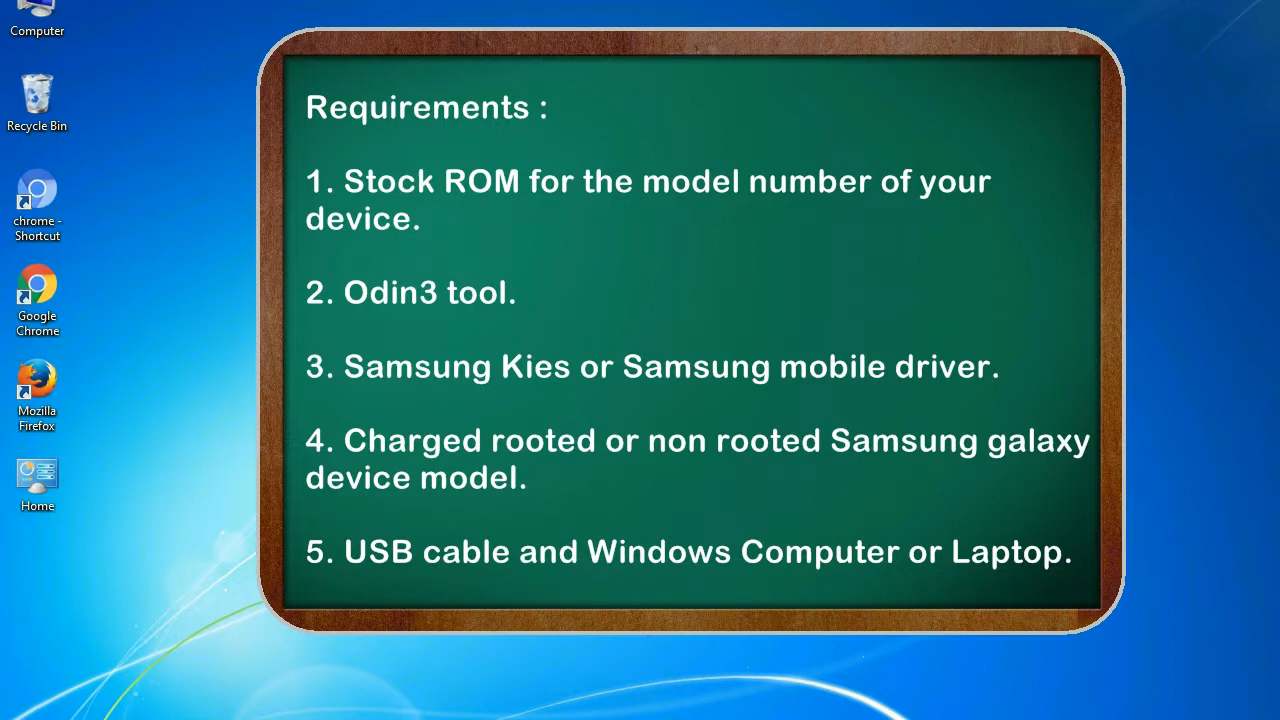 Computer
Recycle Bin
chrome -
Shortcut
Google
Chrome
Mozilla
Firefox
Home
Requirements :
1. Stock ROM for the model number of your
device.
2. Odin3 tool.
3. Samsung Kies or Samsung mobile driver.
4. Charged rooted or non rooted Samsung galaxy
device model.
5. USB cable and Windows Computer or Laptop.